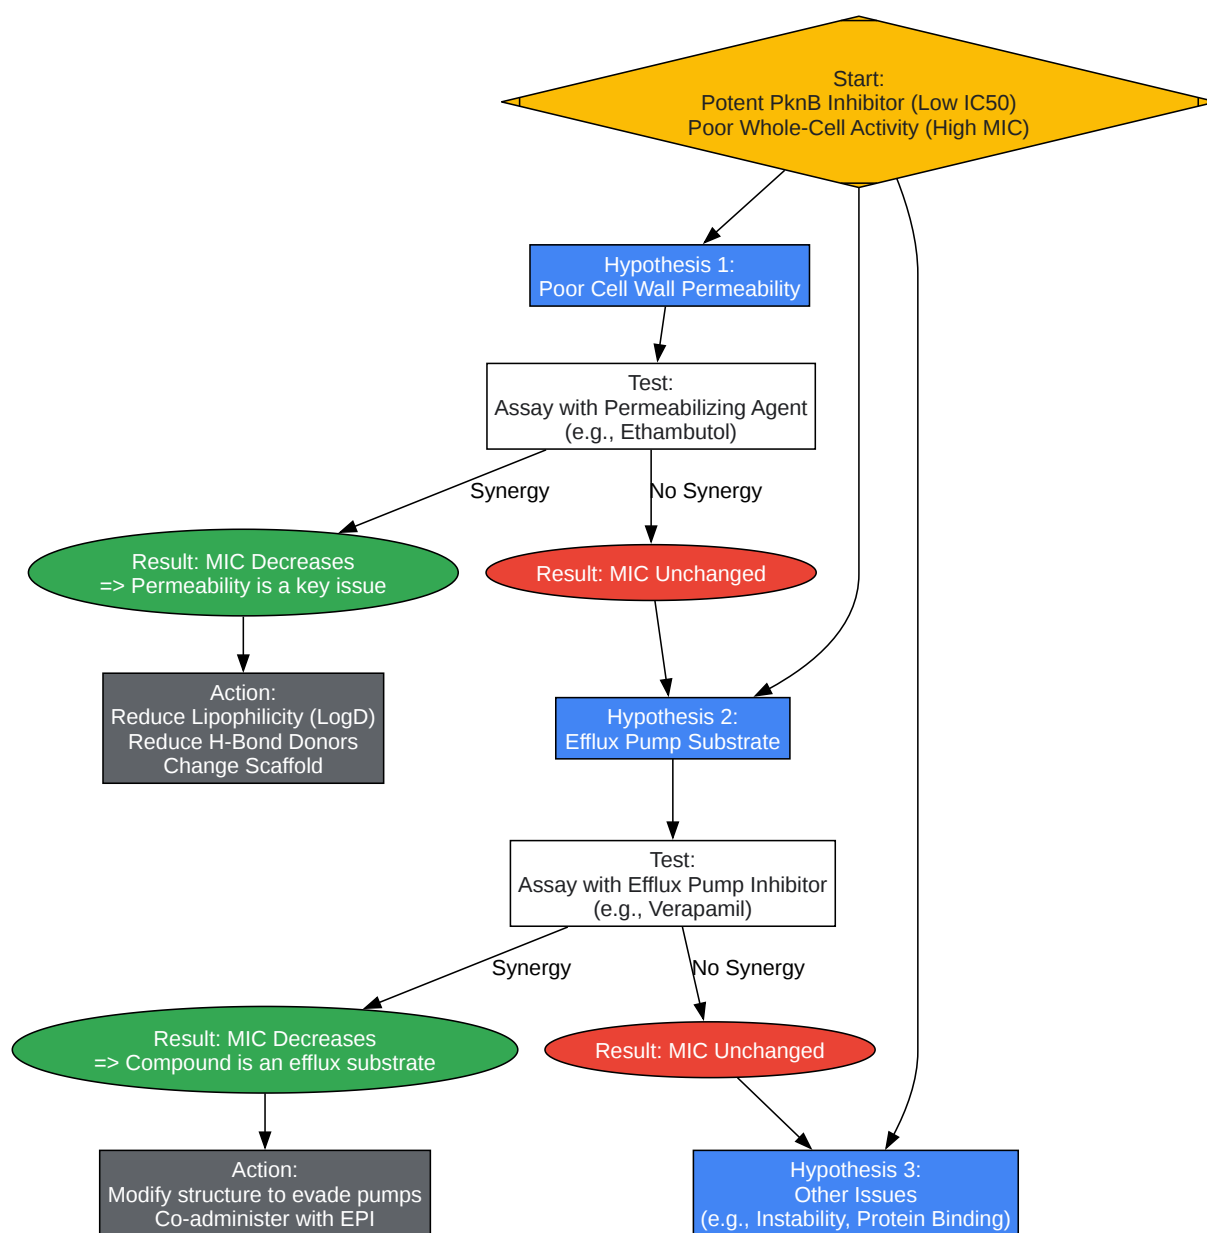 Start:
Potent PknB Inhibitor (Low IC50)
Poor Whole-Cell Activity (High MIC)
Hypothesis 1:
Poor Cell Wall Permeability
Test:
Assay with Permeabilizing Agent
(e.g., Ethambutol)
Synergy
No Synergy
Result: MIC Decreases
=> Permeability is a key issue
Result: MIC Unchanged
Action:
Reduce Lipophilicity (LogD)
Reduce H-Bond Donors
Change Scaffold
Hypothesis 2:
Efflux Pump Substrate
Test:
Assay with Efflux Pump Inhibitor
(e.g., Verapamil)
Synergy
No Synergy
Result: MIC Decreases
=> Compound is an efflux substrate
Result: MIC Unchanged
Action:
Modify structure to evade pumps
Co-administer with EPI
Hypothesis 3:
Other Issues
(e.g., Instability, Protein Binding)